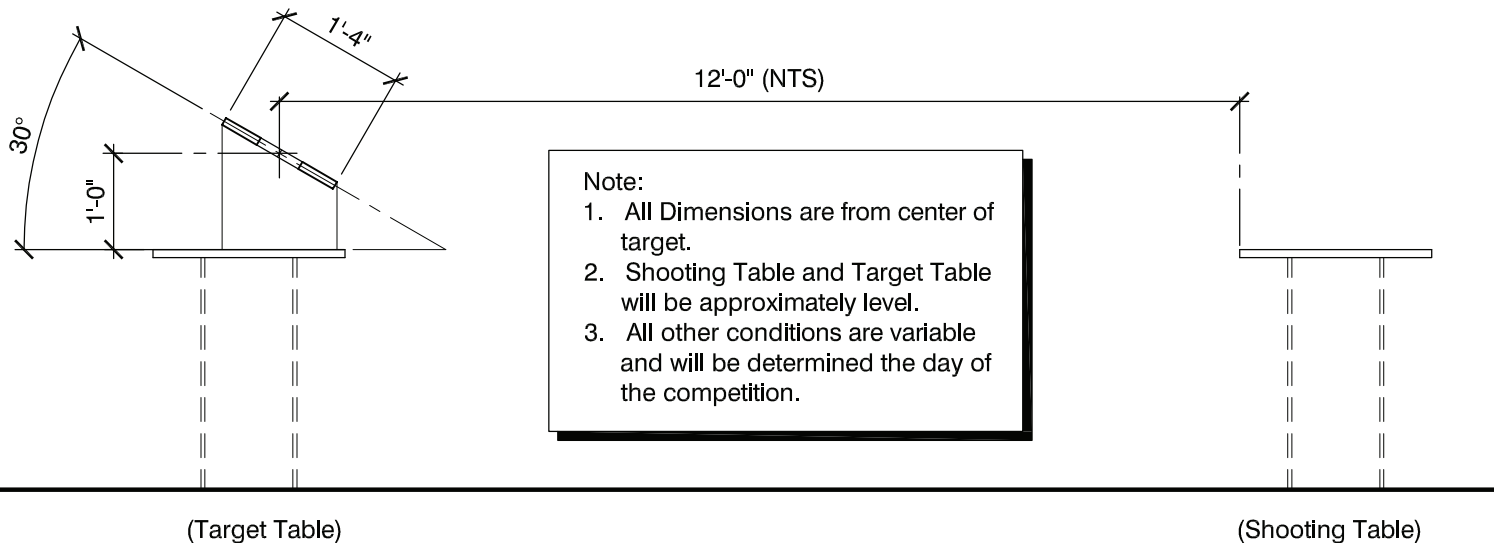 1'-4"
12'-0" (NTS)
30°
1'-0"
Note:
1. All Dimensions are from center of
target.
2. Shooting Table and Target Table
will be approximately level.
3. All other conditions are variable
and will be determined the day of
the competition.
(Target Table)
(Shooting Table)